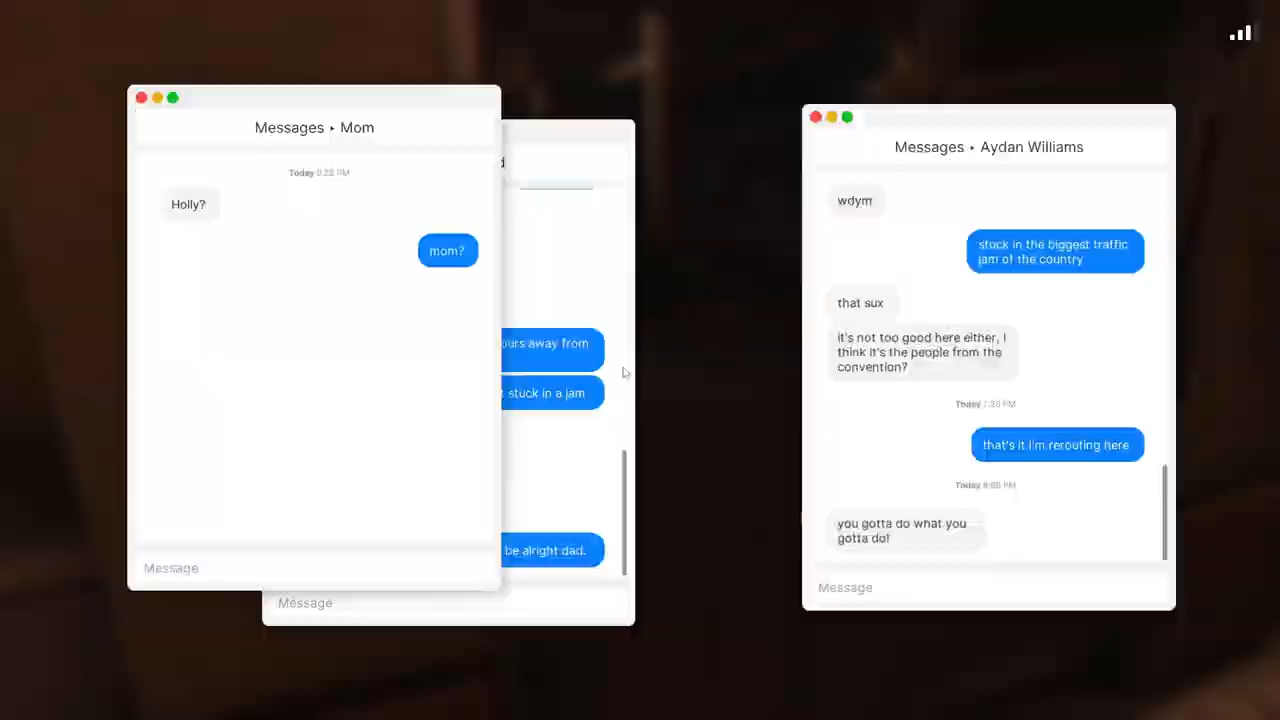 Messages ▸ Mom
Today
Holly?
mom?
Message
d
ours away from
t stuck in a jam
be alright dad.
Message
Messages ▸ Aydan Williams
wdym
stuck in the biggest traffic
jam of the country
that sux
it's not too good here either, I
think it's the people from the
convention?
Today
that's it i'm rerouting here
Today
you gotta do what you
gotta do!
Message